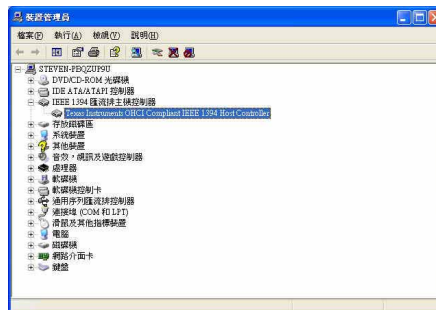 裝置管理員
檔案(F) 執行(A) 檢視(V) 說明(H)
STEVEN-PBQZUP9U
DVD/CD-ROM 光碟機
IDE ATA/ATAPI 控制器
IEEE 1394 匯流排主機控制器
Texas Instruments OHCI Compliant IEEE 1394 Host Controller
存放磁碟區
系統裝置
其他裝置
音效，視訊及遊戲控制器
處理器
軟碟機
軟碟機控制卡
通用序列匯流排控制器
連接埠 (COM 和 LPT)
滑鼠及其他指標裝置
電腦
磁碟機
網路介面卡
鍵盤